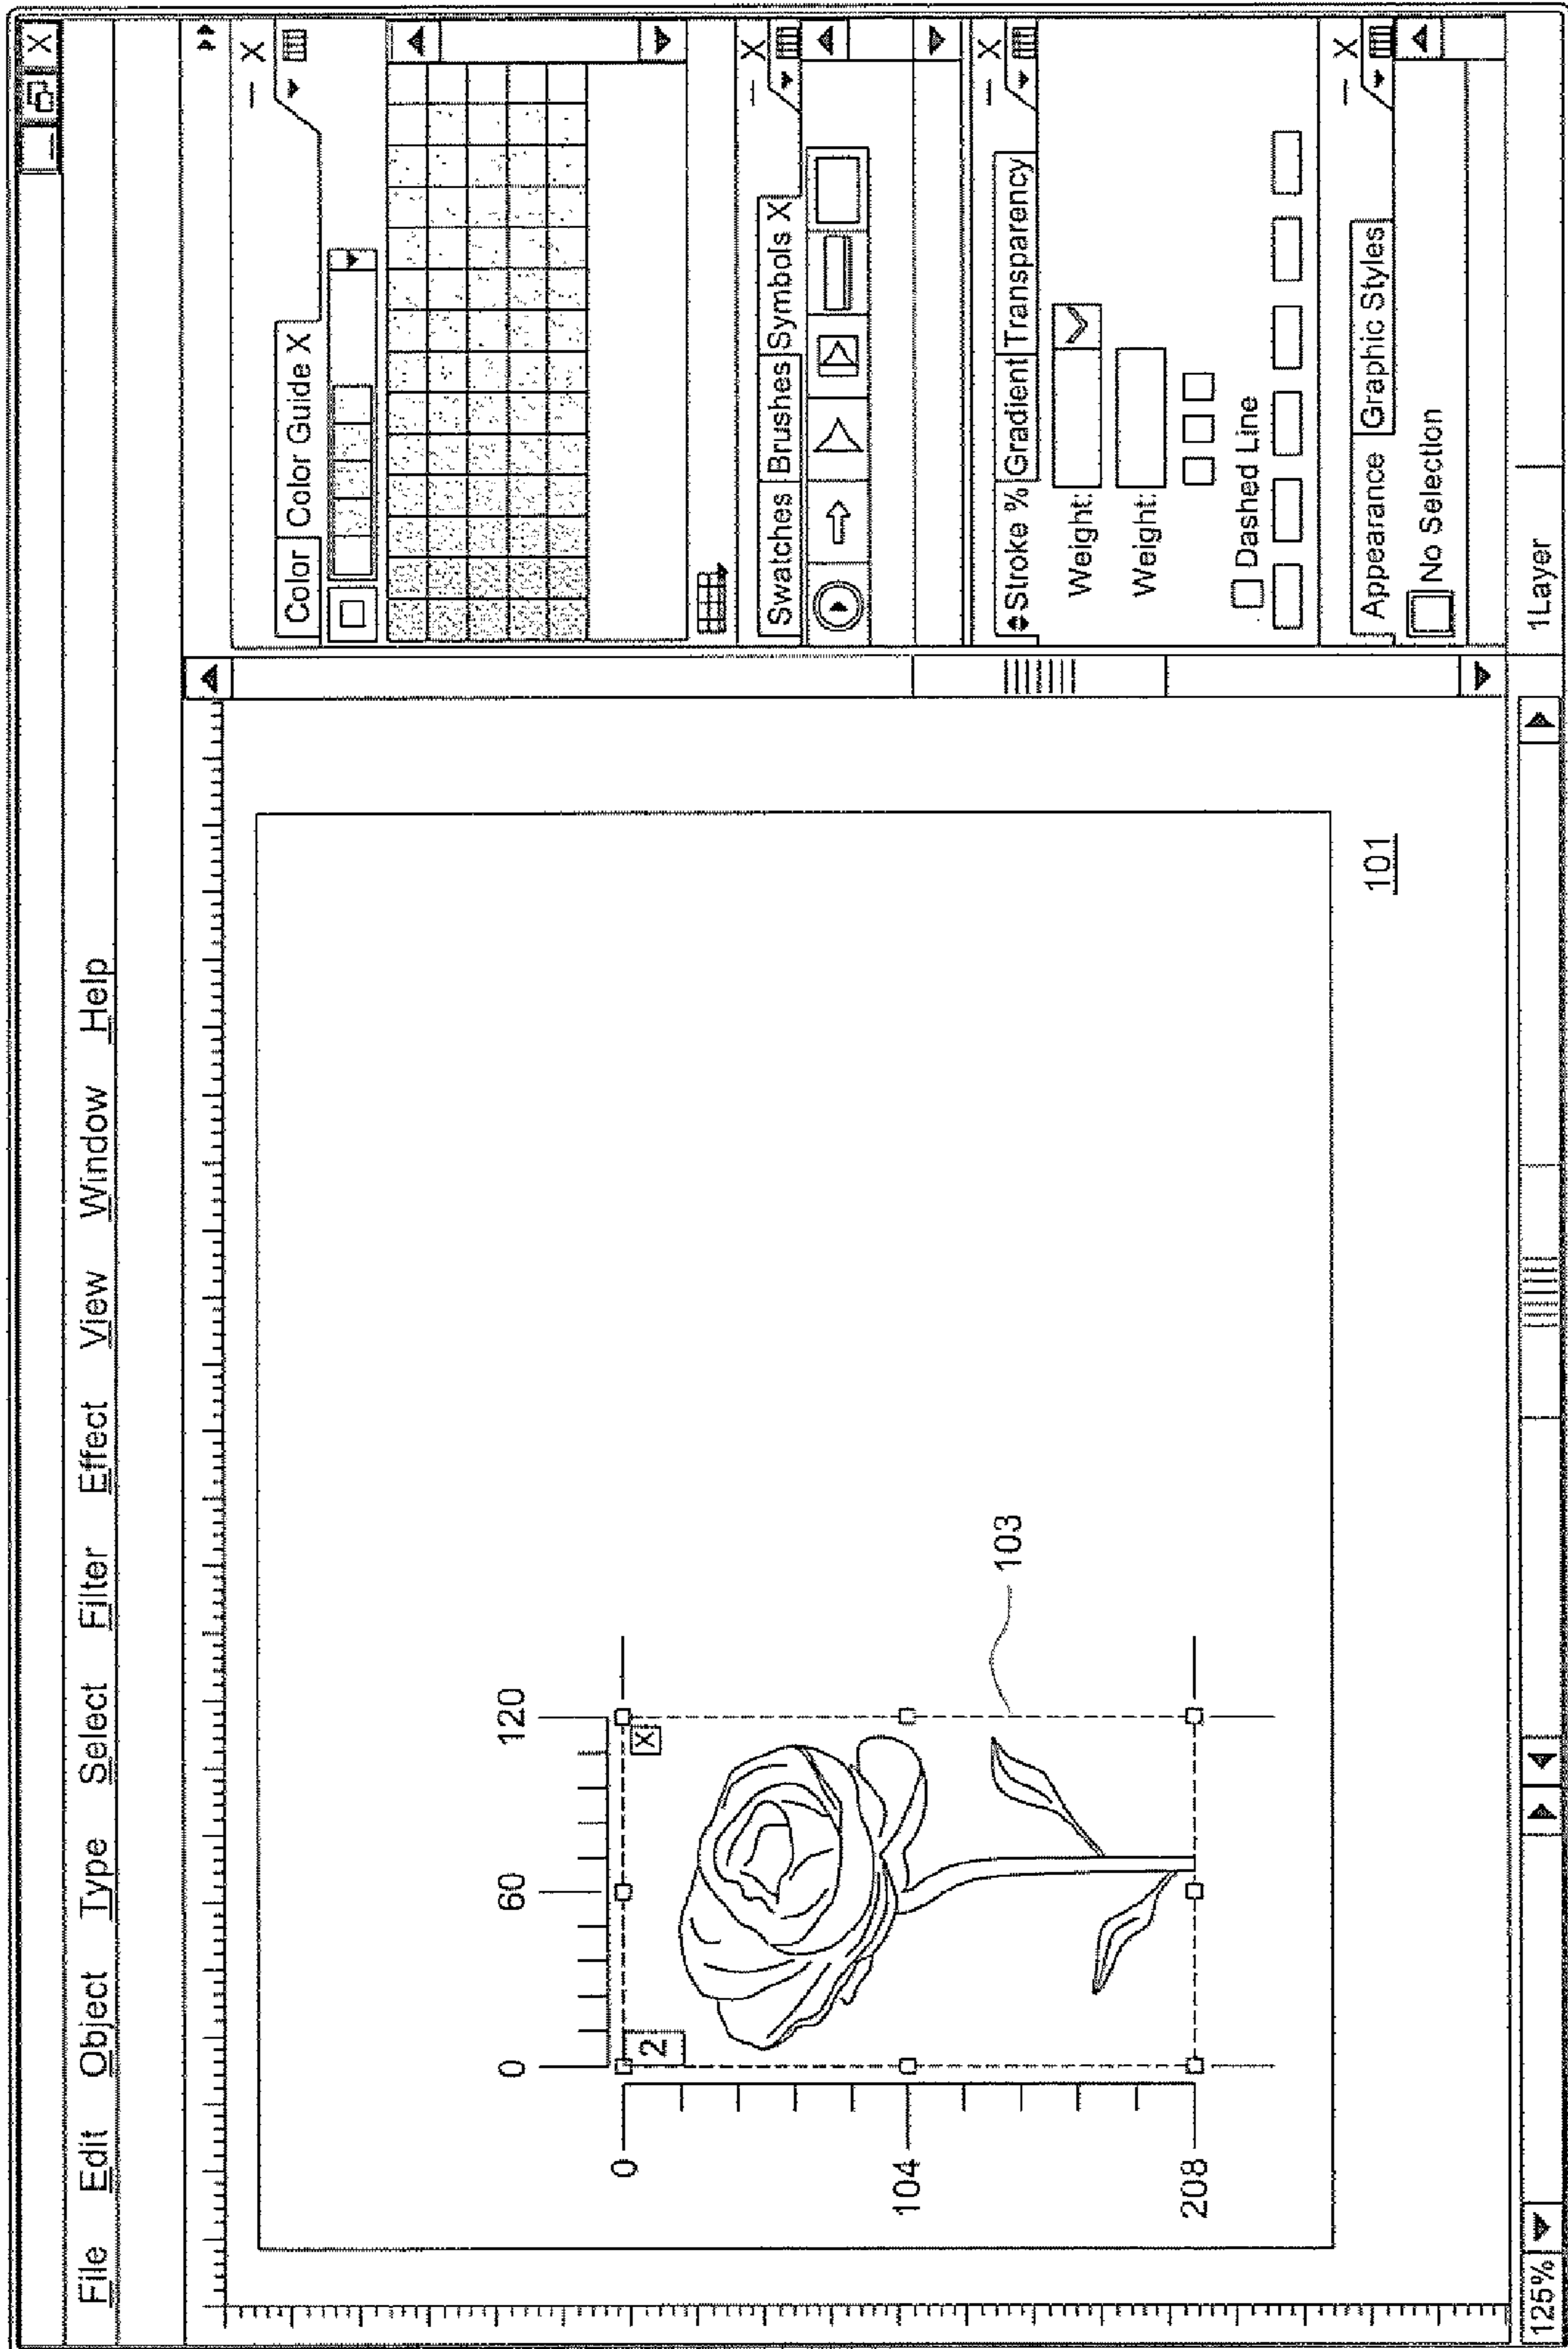 File Edit Object Type Select Filter Effect View Window Help
X
X
Color Color Guide X
X
Swatches Brushes Symbols X
X
Stroke % Gradient Transparency
Weight:
Weight:
Dashed Line
X
Appearance Graphic Styles
No Selection
0 60 120
2
X
0
104
208
103
101
125%
1Layer